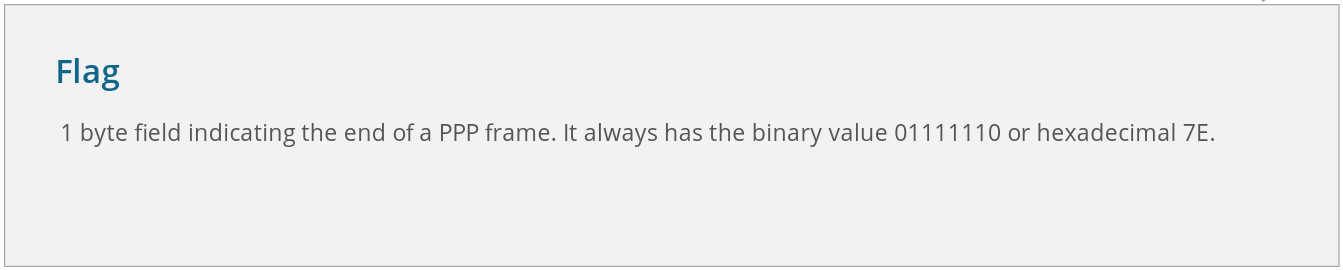 Flag
1 byte field indicating the end of a PPP frame. It always has the binary value 01111110 or hexadecimal 7E.